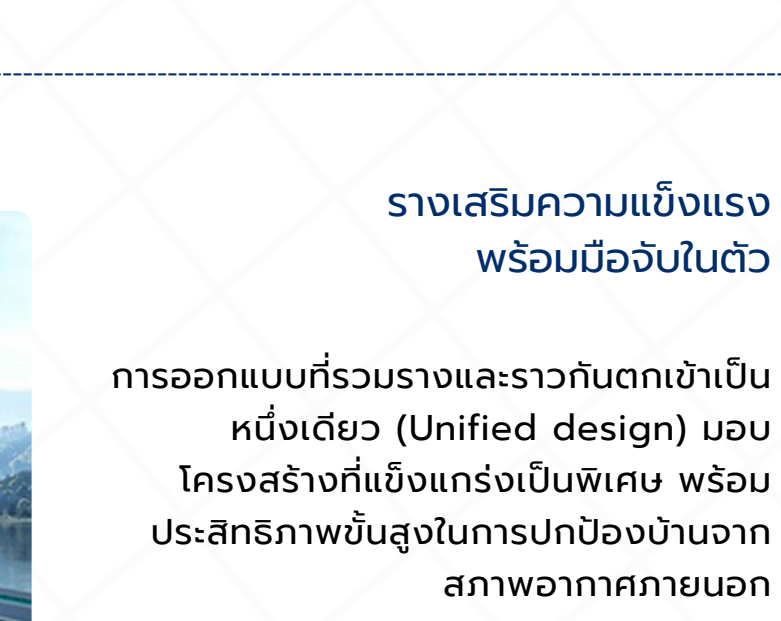 รางเสริมความแข็งแรง
พร้อมมือจับในตัว
การออกแบบที่รวมรางและราวกันตกเข้าเป็น
หนึ่งเดียว (Unified design) มอบ
โครงสร้างที่แข็งแกร่งเป็นพิเศษ พร้อม
ประสิทธิภาพขั้นสูงในการปกป้องบ้านจาก
สภาพอากาศภายนอก